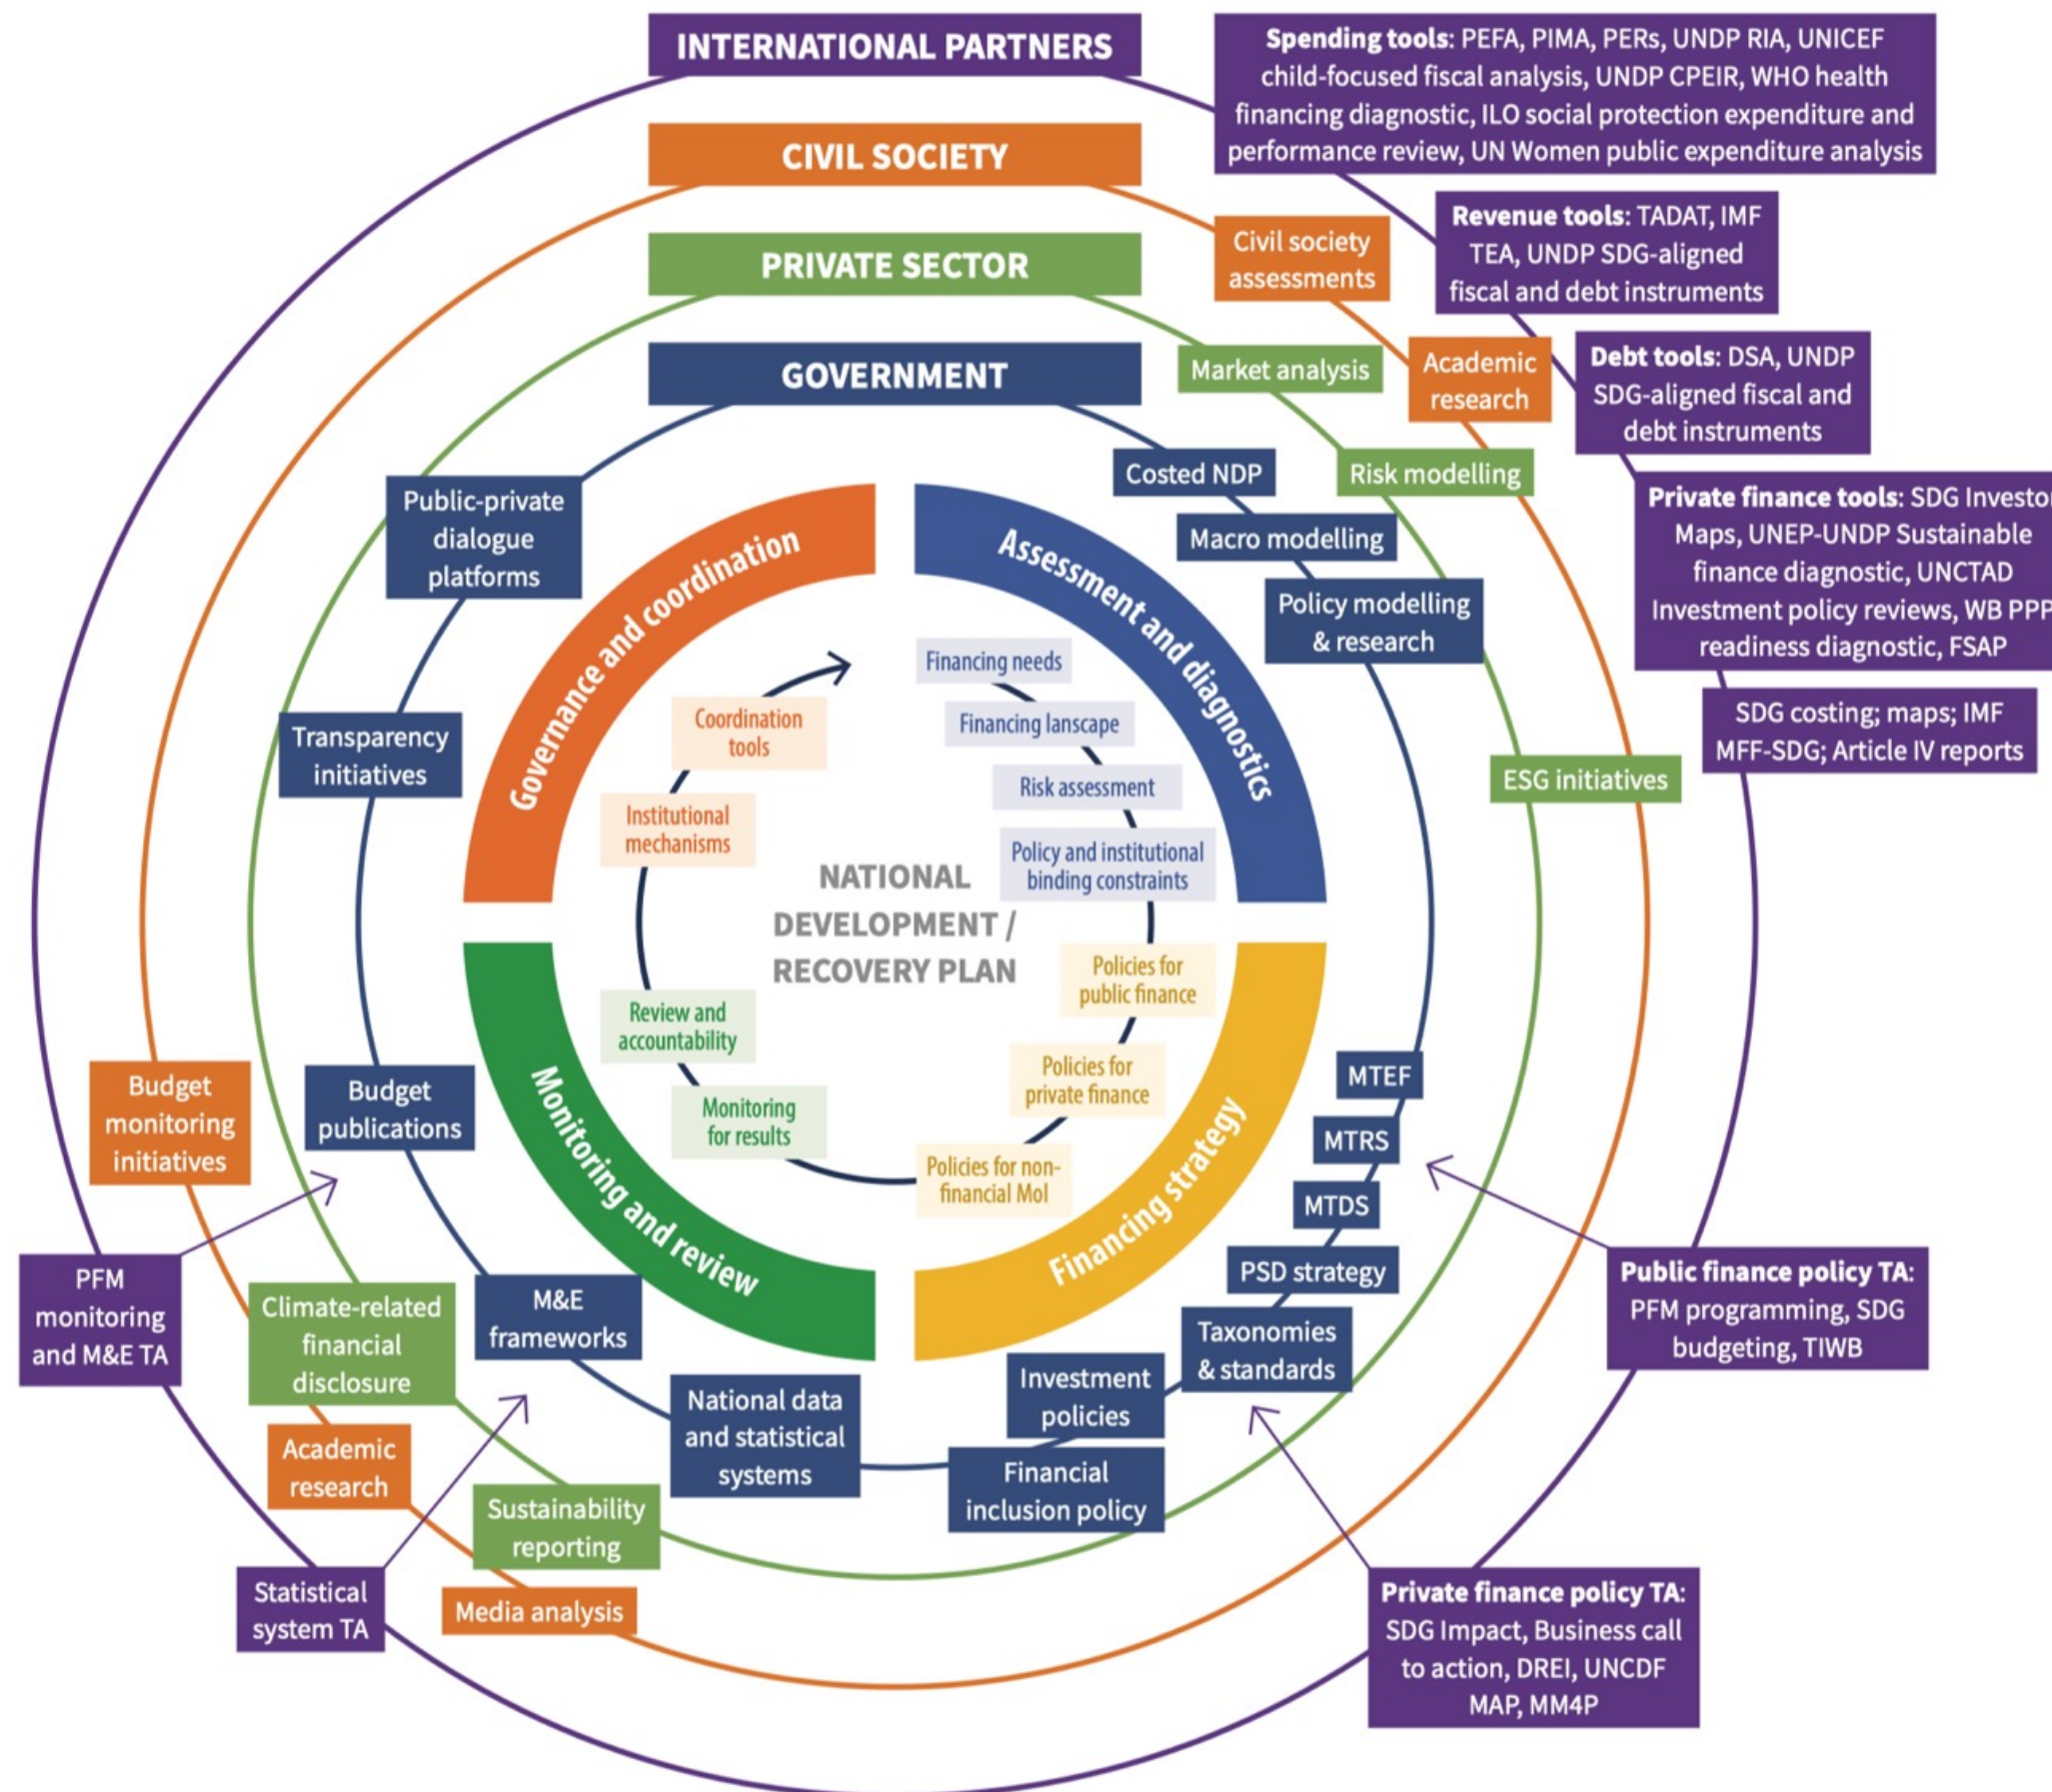 INTERNATIONAL PARTNERS
Spending tools: PEFA, PIMA, PERs, UNDP RIA, UNICEF
child-focused fiscal analysis, UNDP CPEIR, WHO health
financing diagnostic, ILO social protection expenditure and
performance review, UN Women public expenditure analysis
CIVIL SOCIETY
Revenue tools: TADAT, IMF
TEA, UNDP SDG-aligned
fiscal and debt instruments
Civil society
assessments
PRIVATE SECTOR
GOVERNMENT
Market analysis
Academic
research
Debt tools: DSA, UNDP
SDG-aligned fiscal and
debt instruments
Costed NDP
Risk modelling
Private finance tools: SDG Investor
Maps, UNEP-UNDP Sustainable
finance diagnostic, UNCTAD
Investment policy reviews, WB PPP
readiness diagnostic, FSAP
Public-private
dialogue
platforms
Macro modelling
Policy modelling
& research
Governance and coordination
Assessment and diagnostics
Financing needs
Coordination
tools
Financing lanscape
Transparency
initiatives
SDG costing; maps; IMF
MFF-SDG; Article IV reports
Risk assessment
ESG initiatives
Institutional
mechanisms
Policy and institutional
binding constraints
NATIONAL
DEVELOPMENT /
RECOVERY PLAN
Policies for
public finance
Review and
accountability
Policies for
private finance
Monitoring
for results
Policies for non-
financial MoI
Monitoring and review
Financing strategy
MTEF
MTRS
MTDS
PSD strategy
Taxonomies
& standards
Budget
monitoring
initiatives
Budget
publications
PFM
monitoring
and M&E TA
Climate-related
financial
disclosure
M&E
frameworks
Public finance policy TA:
PFM programming, SDG
budgeting, TIWB
Investment
policies
National data
and statistical
systems
Financial
inclusion policy
Academic
research
Sustainability
reporting
Statistical
system TA
Media analysis
Private finance policy TA:
SDG Impact, Business call
to action, DREI, UNCDF
MAP, MM4P